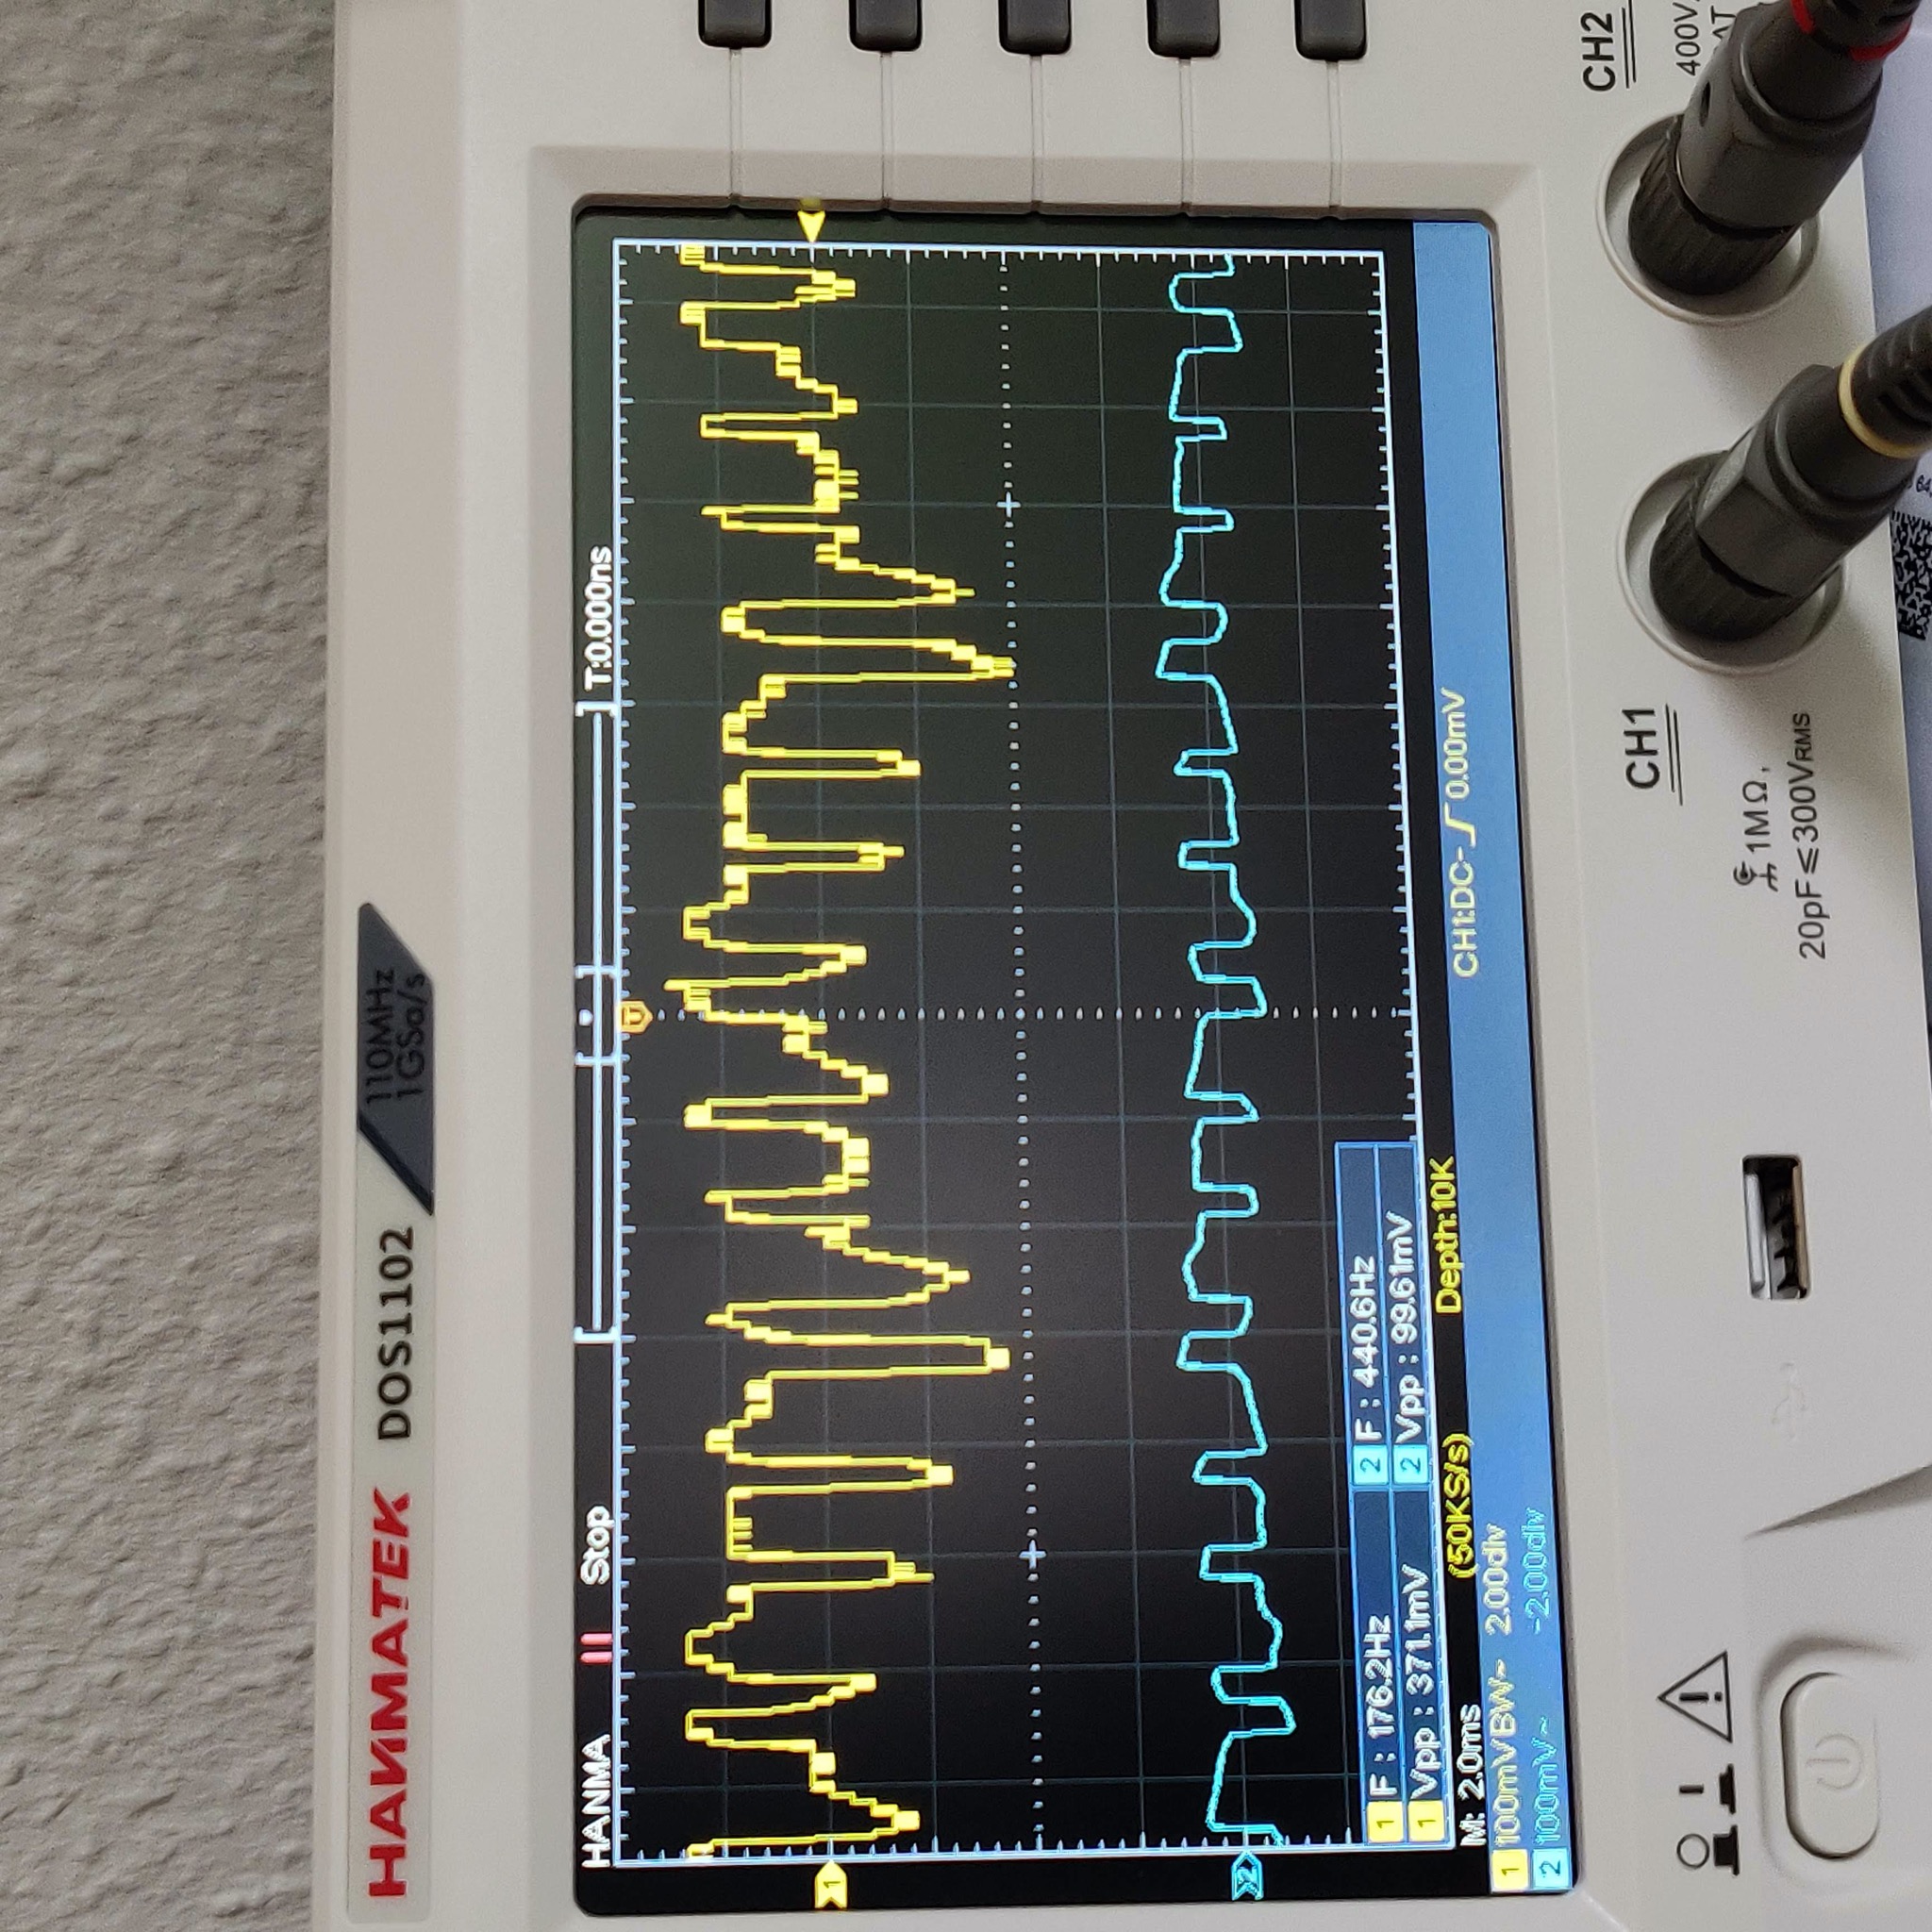 HANMATEK DOS1102 110MHz
1GSa/s
HANMA Stop T:0.000ns
T
1
2
1 F : 176.2Hz 2 F : 440.6Hz
1 Vpp : 371.1mV 2 Vpp : 99.61mV
M: 2.0ms (50KS/s) Depth:10K CH1:DC- 0.00mV
1 100mVBW~ 2.00div
2 100mV~ -2.00div
CH1
CH2
1MΩ,
20pF≤300VRMS
400V